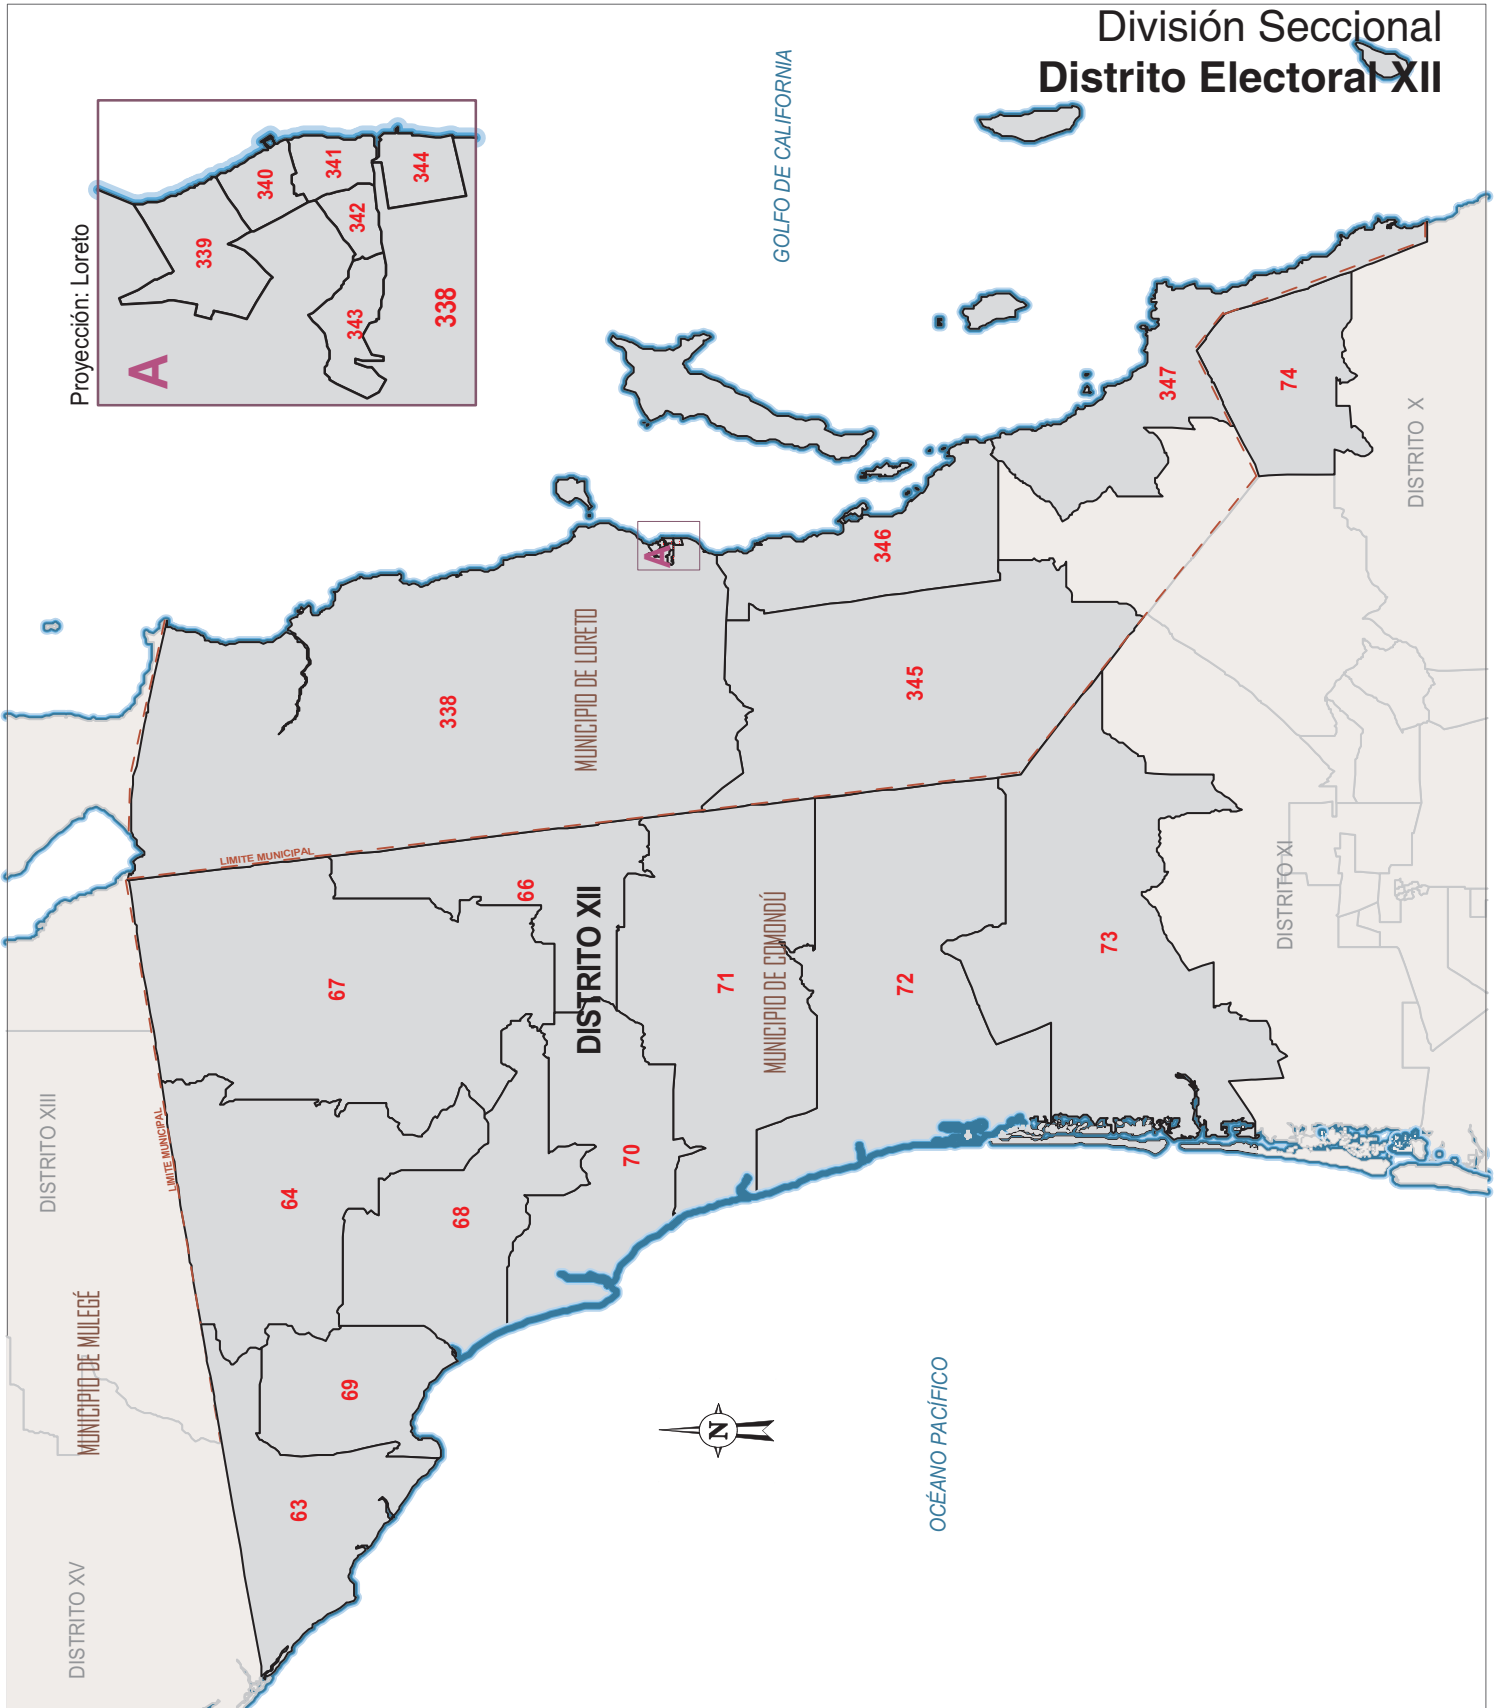 División Seccional
Distrito Electoral XII
GOLFO DE CALIFORNIA
Proyección: Loreto
A
339
340
341
342
343
344
338
347
74
DISTRITO X
A
346
345
338
MUNICIPIO DE LORETO
LIMITE MUNICIPAL
66
DISTRITO XII
67
71
MUNICIPIO DE COMONDÚ
72
73
DISTRITO XI
DISTRITO XIII
LIMITE MUNICIPAL
64
68
70
MUNICIPIO DE MULEGÉ
69
63
N
OCÉANO PACÍFICO
DISTRITO XV